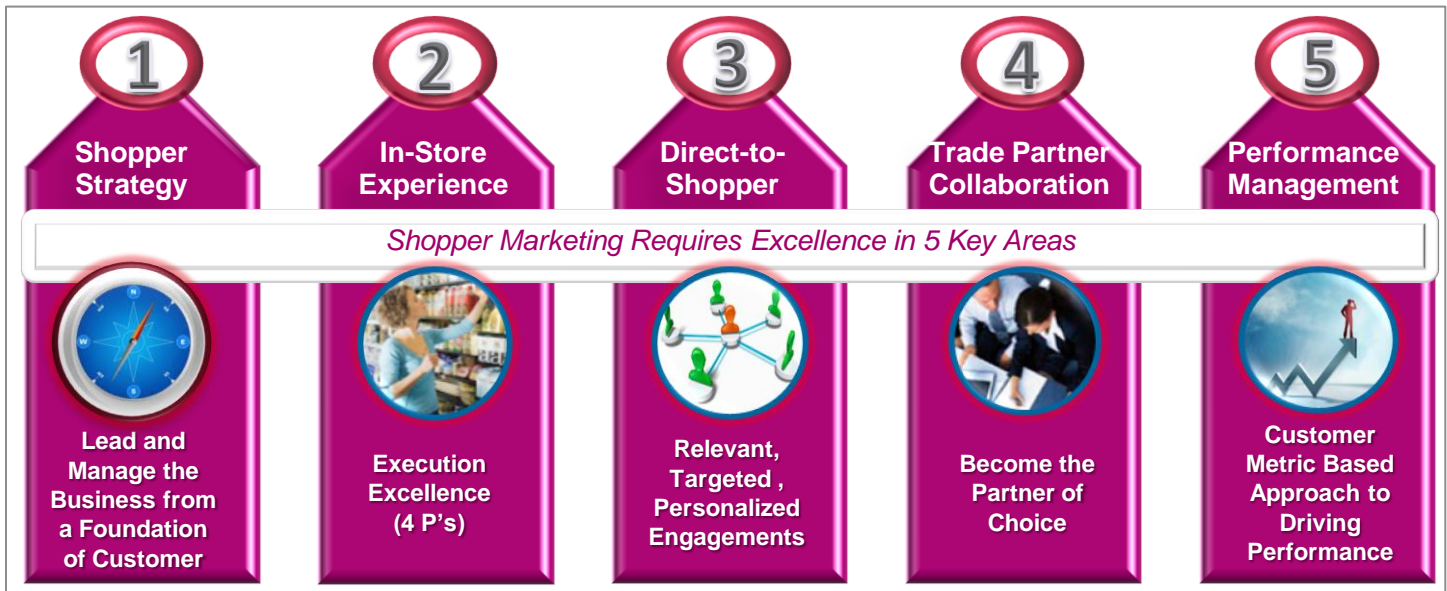 1
Shopper
Strategy
2
In-Store
Experience
3
Direct-to-
Shopper
4
Trade Partner
Collaboration
5
Performance
Management
Shopper Marketing Requires Excellence in 5 Key Areas
N
E
S
W
Lead and
Manage the
Business from
a Foundation
of Customer
Execution
Excellence
(4 P’s)
Relevant,
Targeted ,
Personalized
Engagements
Become the
Partner of
Choice
Customer
Metric Based
Approach to
Driving
Performance